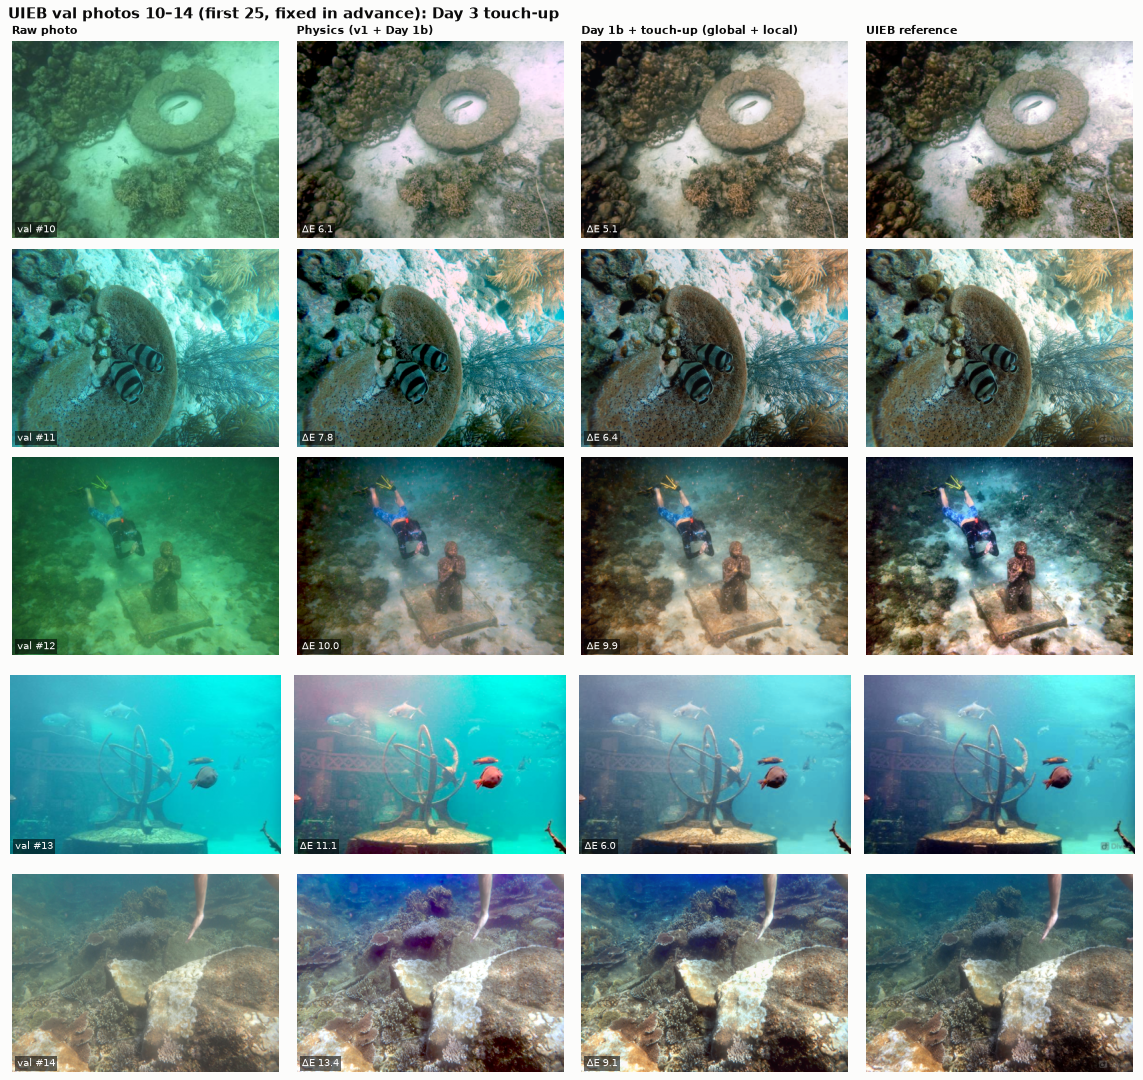 UIEB val photos 10–14 (first 25, fixed in advance): Day 3 touch-up
Raw photo Physics (v1 + Day 1b) Day 1b + touch-up (global + local) UIEB reference
val #10 ΔE 6.1 ΔE 5.1
val #11 ΔE 7.8 ΔE 6.4
val #12 ΔE 10.0 ΔE 9.9
val #13 ΔE 11.1 ΔE 6.0
val #14 ΔE 13.4 ΔE 9.1